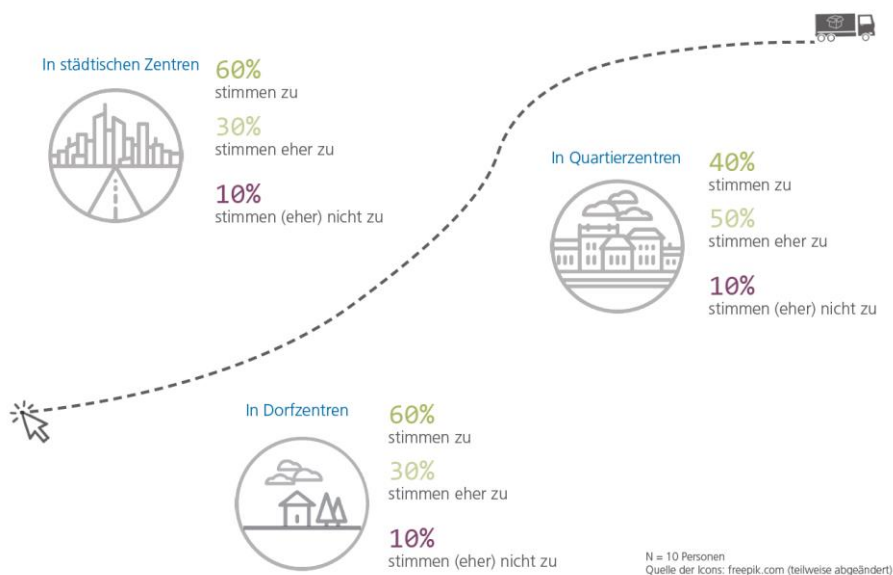 In städtischen Zentren
60%
stimmen zu
30%
stimmen eher zu
10%
stimmen (eher) nicht zu
In Quartierzentren
40%
stimmen zu
50%
stimmen eher zu
10%
stimmen (eher) nicht zu
In Dorfzentren
60%
stimmen zu
30%
stimmen eher zu
10%
stimmen (eher) nicht zu
N = 10 Personen
Quelle der Icons: freepik.com (teilweise abgeändert)